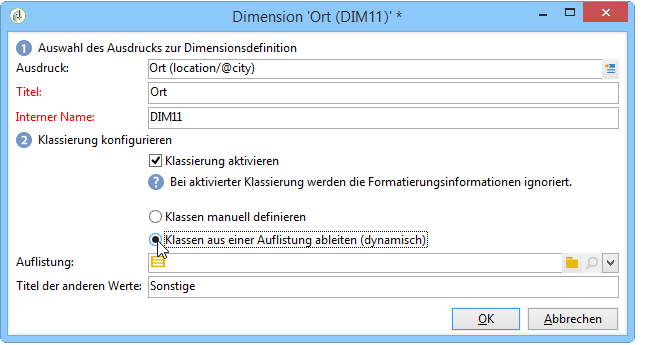 Dimension 'Ort (DIM11)' *
1 Auswahl des Ausdrucks zur Dimensionsdefinition
Ausdruck: Ort (location/@city)
Titel: Ort
Interner Name: DIM11
2 Klassierung konfigurieren
Klassierung aktivieren
? Bei aktivierter Klassierung werden die Formatierungsinformationen ignoriert.
Klassen manuell definieren
Klassen aus einer Auflistung ableiten (dynamisch)
Auflistung:
Titel der anderen Werte: Sonstige
OK Abbrechen